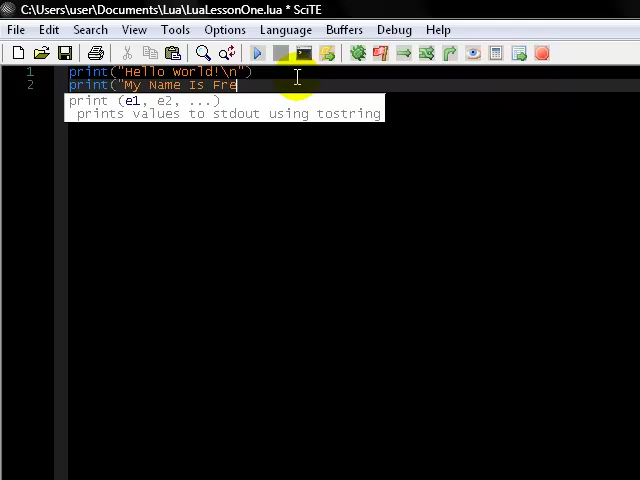 C:\Users\user\Documents\Lua\LuaLessonOne.lua * SciTE
File Edit Search View Tools Options Language Buffers Debug Help
1 print("Hello World!\n")
2 print("My Name Is Fre
print (e1, e2, ...)
prints values to stdout using tostring